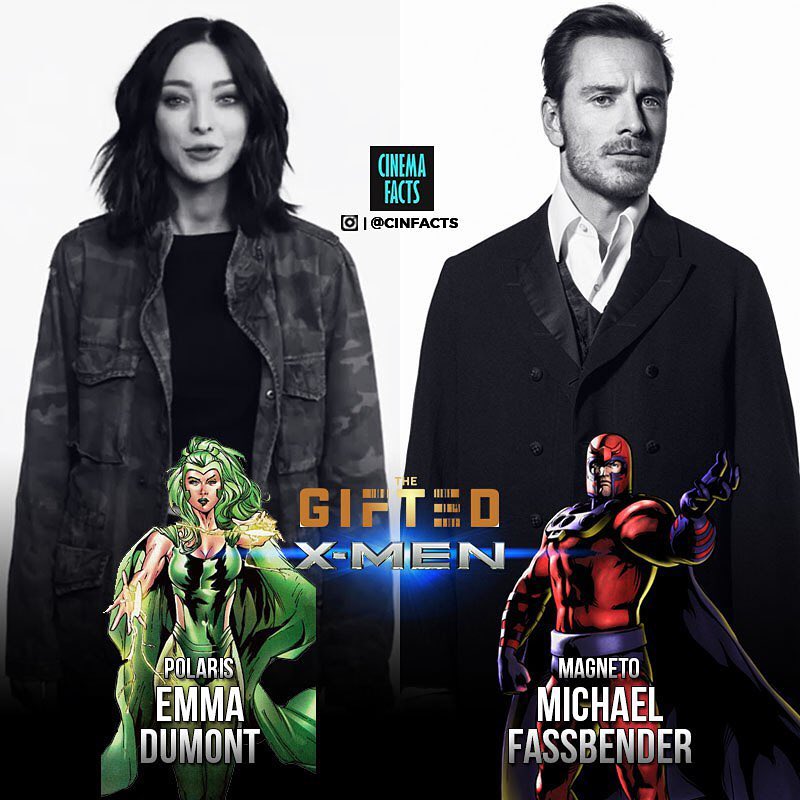 CINEMA
FACTS
| @CINFACTS
THE
GIFTED
X-MEN
POLARIS
EMMA
DUMONT
MAGNETO
MICHAEL
FASSBENDER